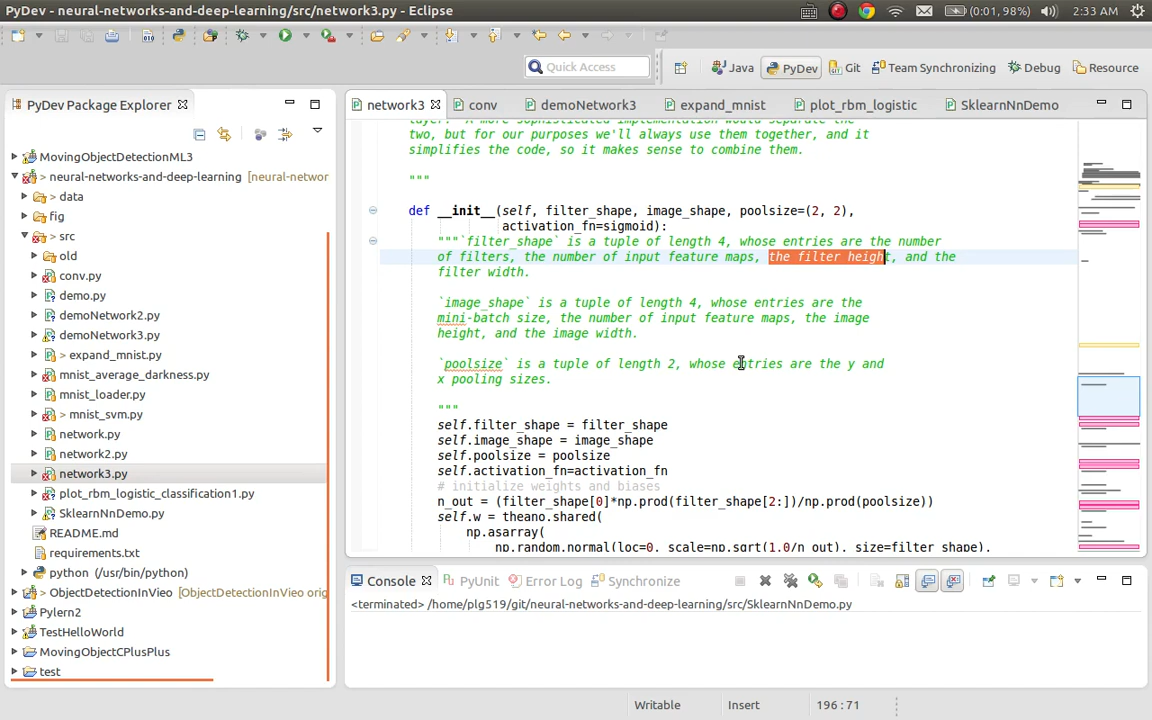 PyDev - neural-networks-and-deep-learning/src/network3.py - Eclipse
(0:01, 98%) 2:33 AM
Quick Access
Java
PyDev
Git
Team Synchronizing
Debug
Resource
PyDev Package Explorer
MovingObjectDetectionML3
> neural-networks-and-deep-learning [neural-networ
> data
> fig
> src
> old
conv.py
demo.py
demoNetwork2.py
demoNetwork3.py
> expand_mnist.py
mnist_average_darkness.py
mnist_loader.py
> mnist_svm.py
network.py
network2.py
network3.py
plot_rbm_logistic_classification1.py
SklearnNnDemo.py
README.md
requirements.txt
python (/usr/bin/python)
> ObjectDetectionInVieo [ObjectDetectionInVieo orig
Pylern2
TestHelloWorld
MovingObjectCPlusPlus
test
network3
conv
demoNetwork3
expand_mnist
plot_rbm_logistic
SklearnNnDemo
layer. A more sophisticated implementation would separate the
two, but for our purposes we'll always use them together, and it
simplifies the code, so it makes sense to combine them.
"""
def __init__(self, filter_shape, image_shape, poolsize=(2, 2),
activation_fn=sigmoid):
"""`filter_shape` is a tuple of length 4, whose entries are the number
of filters, the number of input feature maps, the filter height, and the
filter width.
`image_shape` is a tuple of length 4, whose entries are the
mini-batch size, the number of input feature maps, the image
height, and the image width.
`poolsize` is a tuple of length 2, whose entries are the y and
x pooling sizes.
"""
self.filter_shape = filter_shape
self.image_shape = image_shape
self.poolsize = poolsize
self.activation_fn=activation_fn
# initialize weights and biases
n_out = (filter_shape[0]*np.prod(filter_shape[2:])/np.prod(poolsize))
self.w = theano.shared(
np.asarray(
np.random.normal(loc=0, scale=np.sqrt(1.0/n_out), size=filter_shape),
Console
PyUnit
Error Log
Synchronize
<terminated> /home/plg519/git/neural-networks-and-deep-learning/src/SklearnNnDemo.py
Writable
Insert
196 : 71